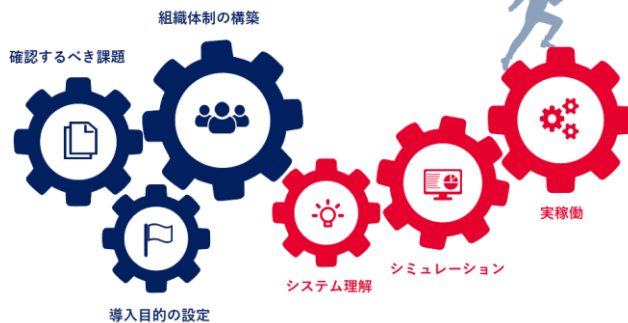 組織体制の構築
確認するべき課題
導入目的の設定
システム理解
シミュレーション
実稼働